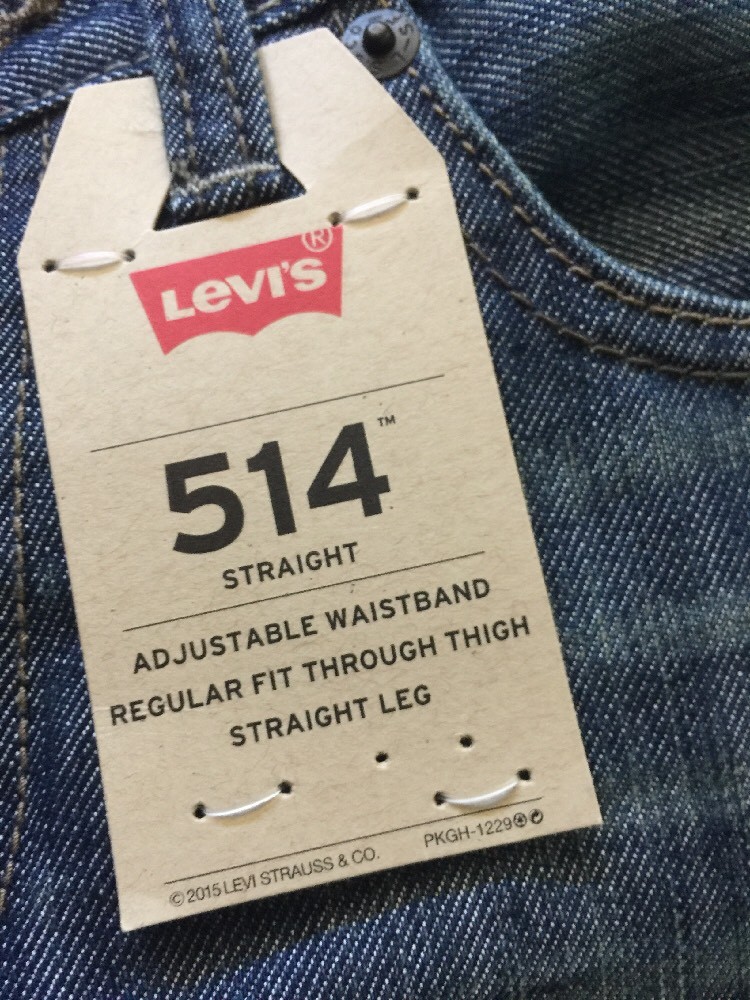 LEVI'S®
514™
STRAIGHT
ADJUSTABLE WAISTBAND
REGULAR FIT THROUGH THIGH
STRAIGHT LEG
PKGH-1229
© 2015 LEVI STRAUSS & CO.